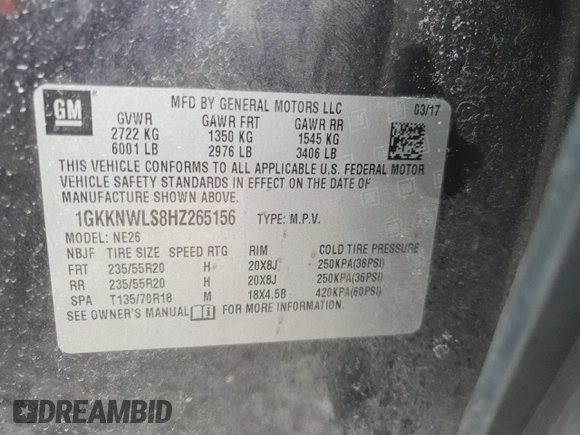 GM ®
MFD BY GENERAL MOTORS LLC
03/17
GVWR GAWR FRT GAWR RR
2722 KG 1350 KG 1545 KG
6001 LB 2976 LB 3406 LB
THIS VEHICLE CONFORMS TO ALL APPLICABLE U.S. FEDERAL MOTOR
VEHICLE SAFETY STANDARDS IN EFFECT ON THE DATE OF
MANUFACTURE SHOWN ABOVE.
1GKKNWLS8HZ265156 TYPE: M.P.V.
MODEL: NE26
NBJF TIRE SIZE SPEED RTG RIM COLD TIRE PRESSURE
FRT 235/55R20 H 20X8J 250KPA(36PSI)
RR 235/55R20 H 20X8J 250KPA(36PSI)
SPA T135/70R18 M 18X4.5B 420KPA(60PSI)
SEE OWNER'S MANUAL FOR MORE INFORMATION
DREAMBID